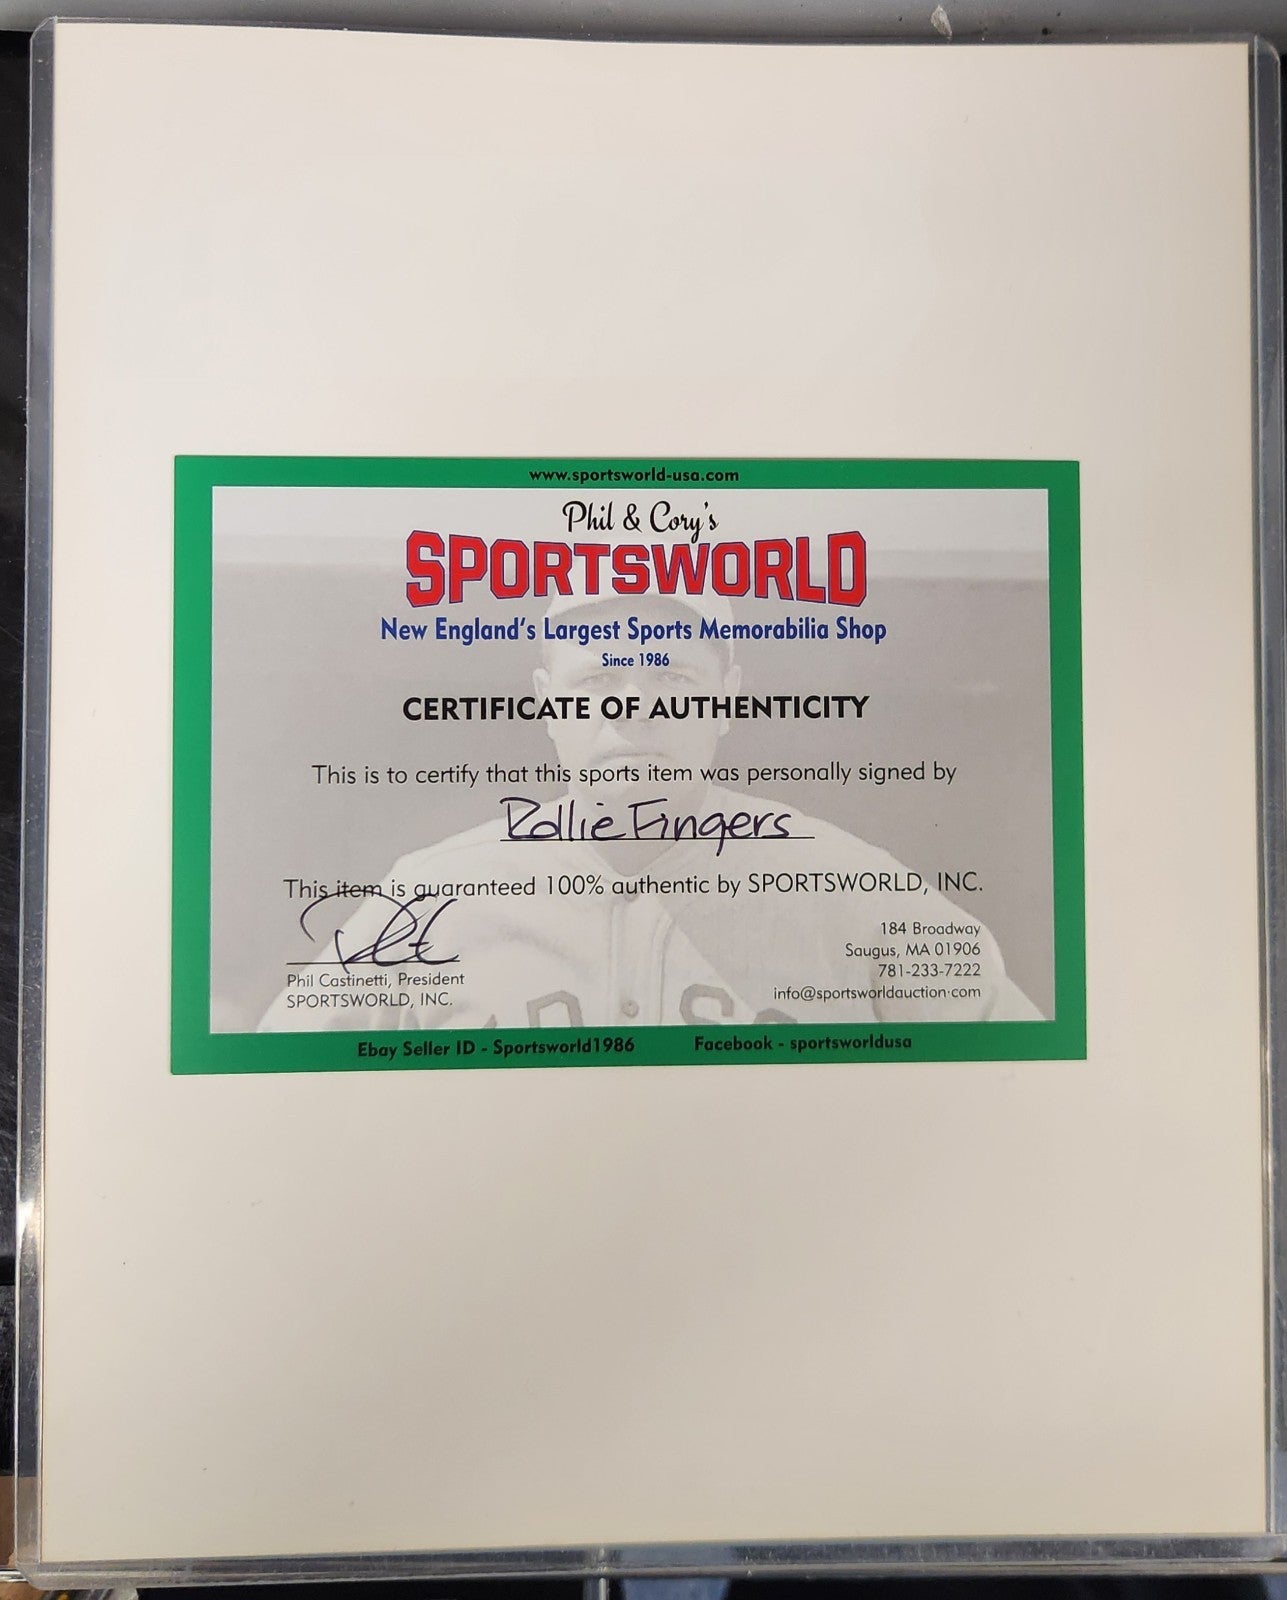 www.sportsworld-usa.com
Phil & Cory's
SPORTSWORLD
New England's Largest Sports Memorabilia Shop
Since 1986
CERTIFICATE OF AUTHENTICITY
This is to certify that this sports item was personally signed by
Rollie Fingers
This item is guaranteed 100% authentic by SPORTSWORLD, INC.
Phil Castinetti, President
SPORTSWORLD, INC.
184 Broadway
Saugus, MA 01906
781-233-7222
info@sportsworldauction·com
Ebay Seller ID - Sportsworld1986
Facebook - sportsworldusa